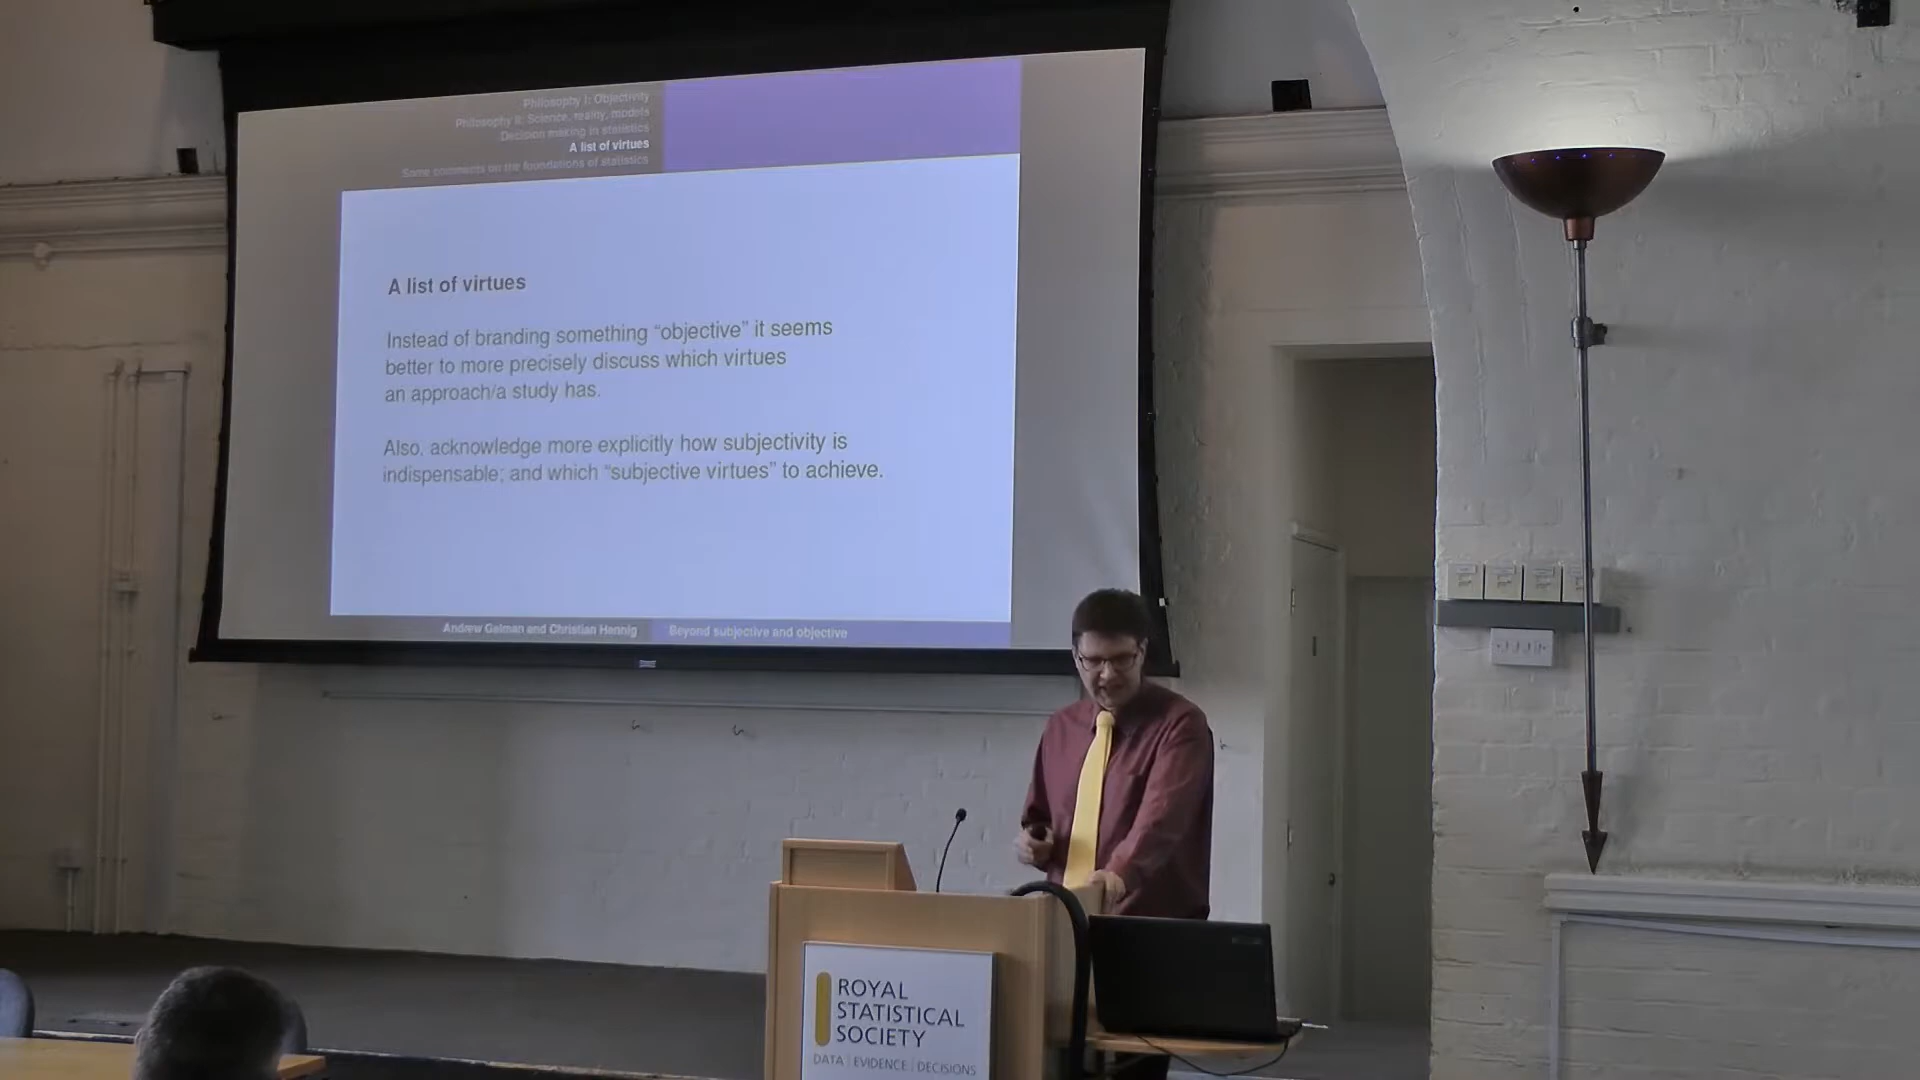 Philosophy I: Objectivity
Philosophy II: Science, reality, models
Decision making in statistics
A list of virtues
Some comments on the foundations of statistics
A list of virtues
Instead of branding something “objective” it seems
better to more precisely discuss which virtues
an approach/a study has.
Also, acknowledge more explicitly how subjectivity is
indispensable; and which “subjective virtues” to achieve.
Andrew Gelman and Christian Hennig
Beyond subjective and objective
ROYAL
STATISTICAL
SOCIETY
DATA | EVIDENCE | DECISIONS